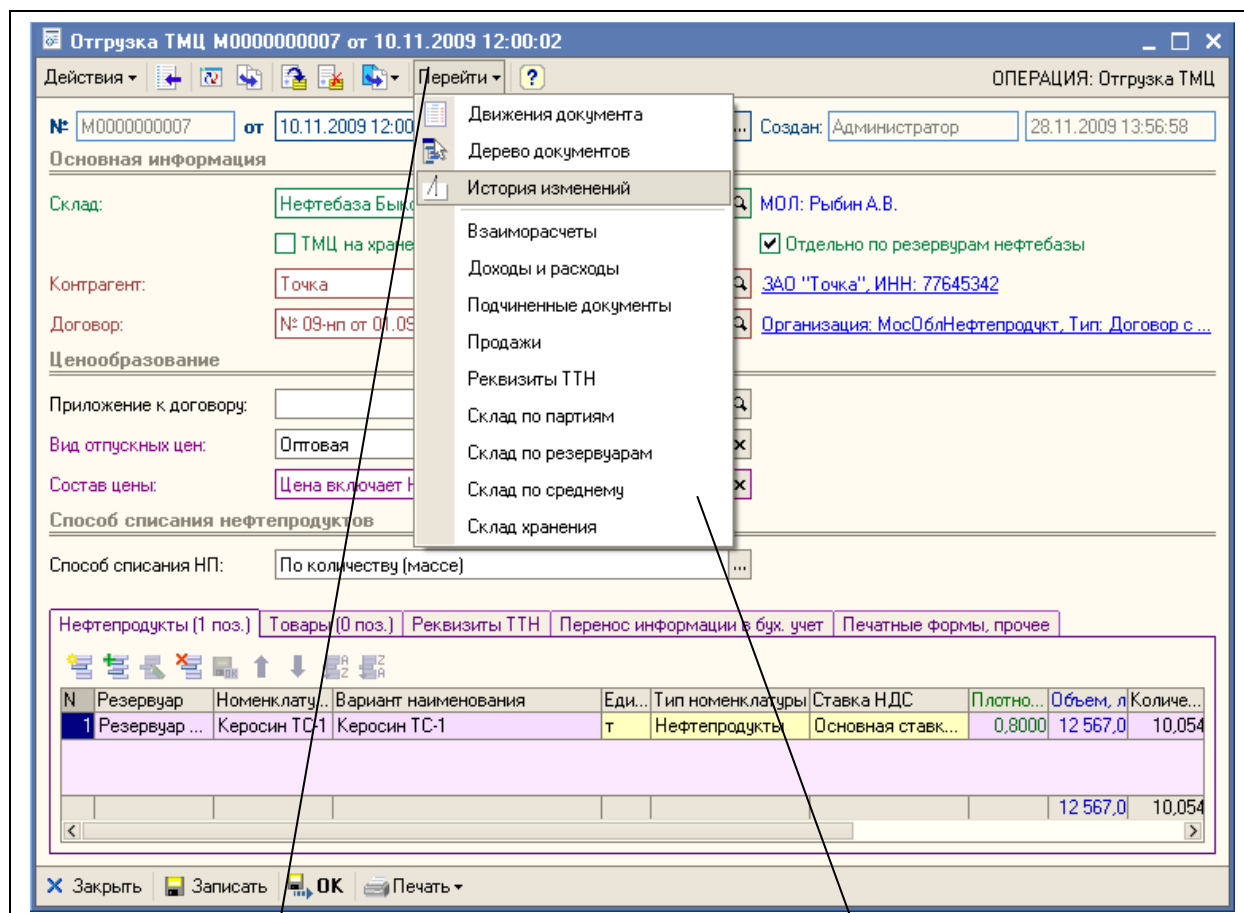 Отгрузка ТМЦ М0000000007 от 10.11.2009 12:00:02
Действия Перейти ? ОПЕРАЦИЯ: Отгрузка ТМЦ
№: М0000000007 от 10.11.2009 12:00 ... Создан: Администратор 28.11.2009 13:56:58
Основная информация
Склад: Нефтебаза МОЛ: Рыбин А.В.
ТМЦ на Отдельно по резервурам нефтебазы
Контрагент: Точка ЗАО "Точка", ИНН: 77645342
Договор: № 09-нп от 01.09 Организация: МосОблНефтепродукт, Тип: Договор с ...
Ценообразование
Приложение к договору:
Вид отпускных цен: Оптовая
Состав цены: Цена включает
Способ списания нефтепродуктов
Способ списания НП: По количеству (массе) ...
Движения документа
Дерево документов
История изменений
Взаиморасчеты
Доходы и расходы
Подчиненные документы
Продажи
Реквизиты ТТН
Склад по партиям
Склад по резервуарам
Склад по среднему
Склад хранения
Нефтепродукты (1 поз.) Товары (0 поз.) Реквизиты ТТН Перенос информации в бух. учет Печатные формы, прочее
N Резервуар Номенклату... Вариант наименования Еди... Тип номенклатуры Ставка НДС Плотно... Объем, л Количе...
1 Резервуар ... Керосин ТС-1 Керосин ТС-1 т Нефтепродукты Основная ставк... 0,8000 12 567,0 10,054
12 567,0 10,054
Закрыть Записать OK Печать